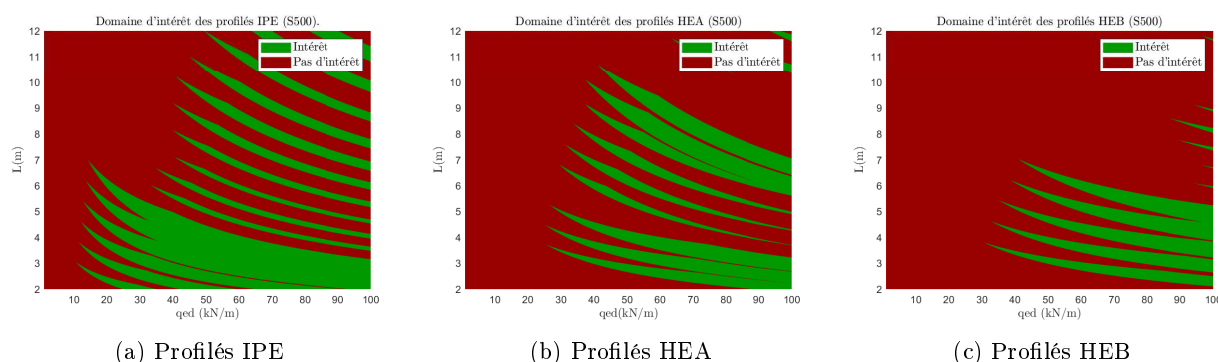 Domaine d'intérêt des profilés IPE (S500).
Intérêt
Pas d'intérêt
12
11
10
9
8
7
6
5
4
3
2
L(m)
10 20 30 40 50 60 70 80 90 100
qed (kN/m)
(a) Profilés IPE
Domaine d'intérêt des profilés HEA (S500)
Intérêt
Pas d'intérêt
12
11
10
9
8
7
6
5
4
3
2
L(m)
10 20 30 40 50 60 70 80 90 100
qed(kN/m)
(b) Profilés HEA
Domaine d'intérêt des profilés HEB (S500)
Intérêt
Pas d'intérêt
12
11
10
9
8
7
6
5
4
3
2
L(m)
10 20 30 40 50 60 70 80 90 100
qed (kN/m)
(c) Profilés HEB